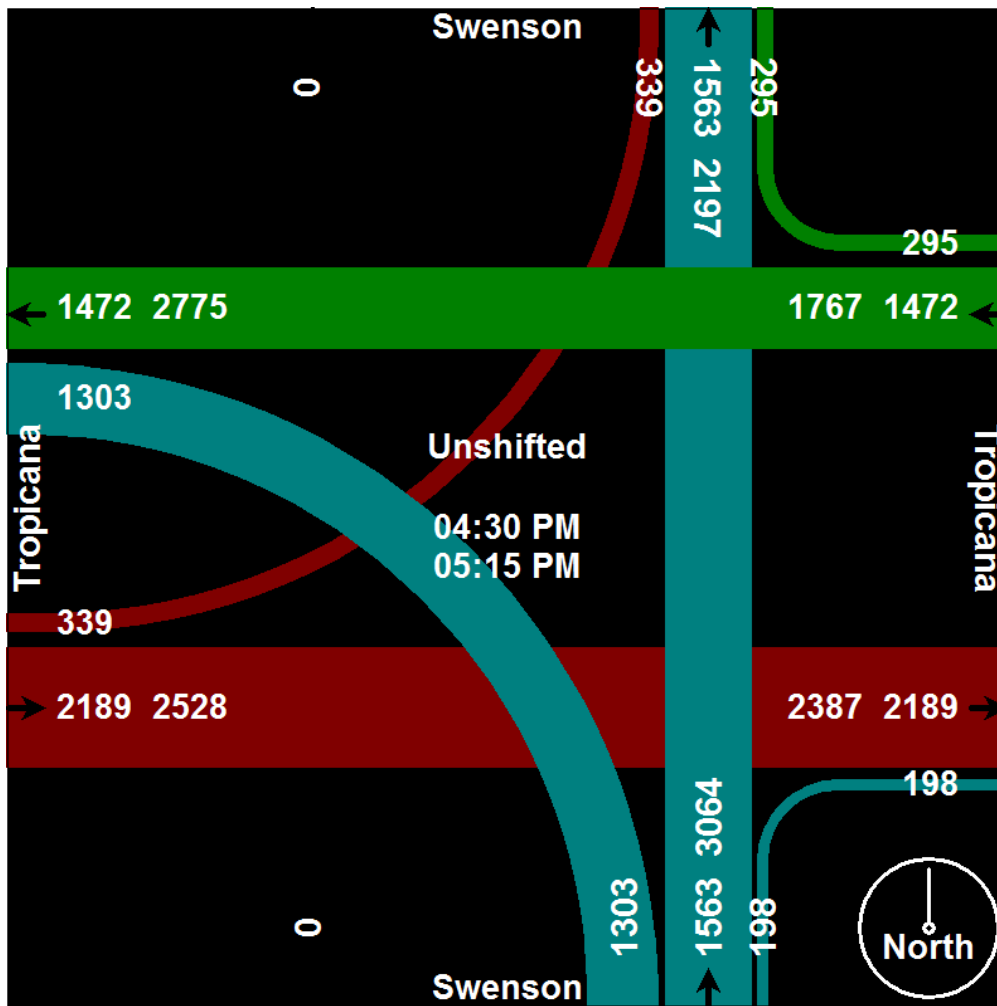 Swenson
0
339
1563 2197
295
295
1472 2775
1767 1472
1303
Tropicana
Tropicana
Unshifted
04:30 PM
05:15 PM
339
2189 2528
2387 2189
198
0
1303
1563 3064
198
North
Swenson